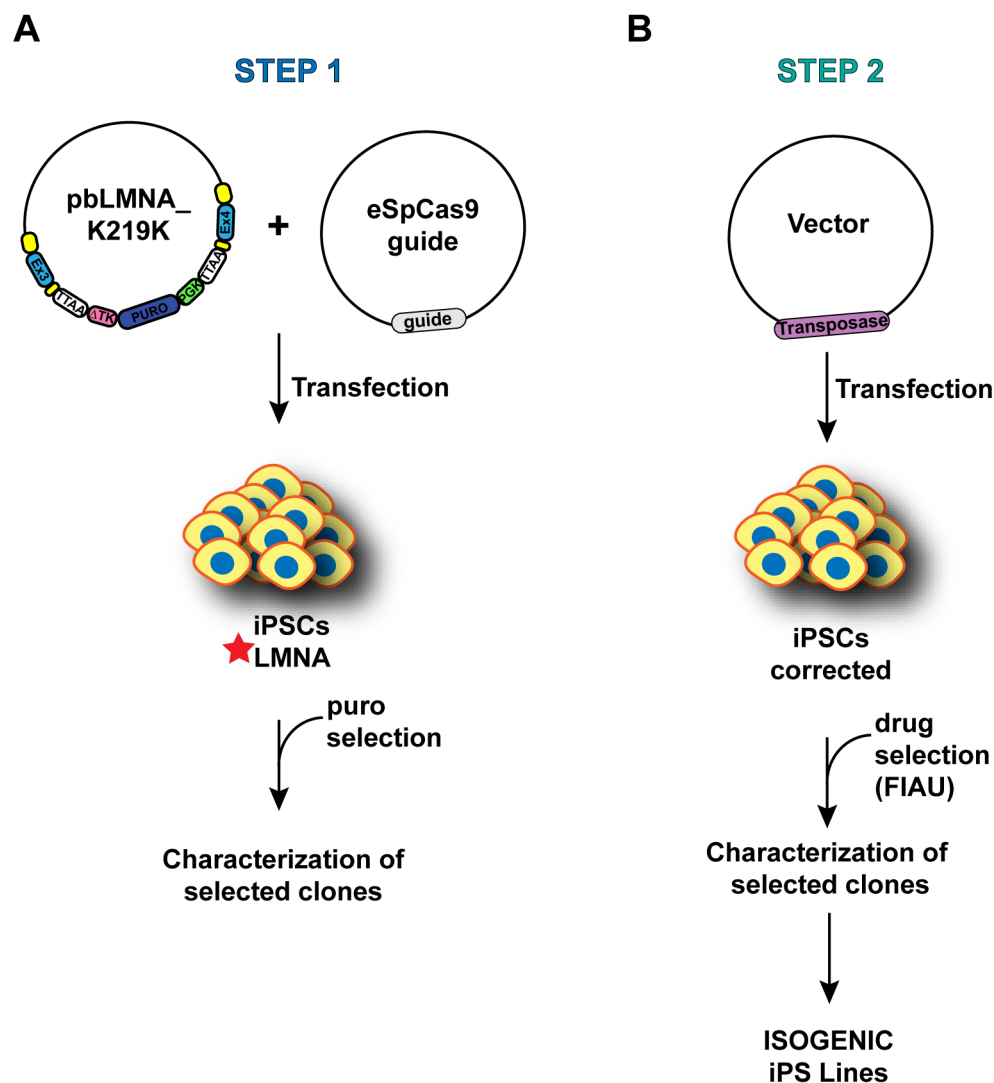 A
STEP 1
pbLMNA_
K219K
Ex3
TTAA
ΔTK
PURO
PGK
TTAA
Ex4
+
eSpCas9
guide
guide
Transfection
iPSCs
LMNA
puro
selection
Characterization of
selected clones
B
STEP 2
Vector
Transposase
Transfection
iPSCs
corrected
drug
selection
(FIAU)
Characterization of
selected clones
ISOGENIC
iPS Lines